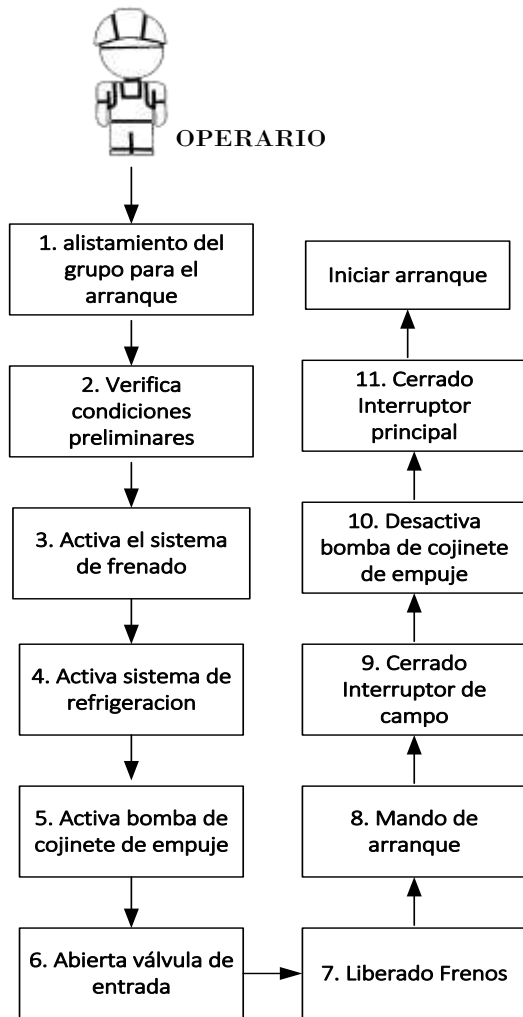 OPERARIO
1. alistamiento del
grupo para el
arranque
2. Verifica
condiciones
preliminares
3. Activa el sistema
de frenado
4. Activa sistema de
refrigeracion
5. Activa bomba de
cojinete de empuje
6. Abierta válvula de
entrada
7. Liberado Frenos
8. Mando de
arranque
9. Cerrado
Interruptor de
campo
10. Desactiva
bomba de cojinete
de empuje
11. Cerrado
Interruptor
principal
Iniciar arranque